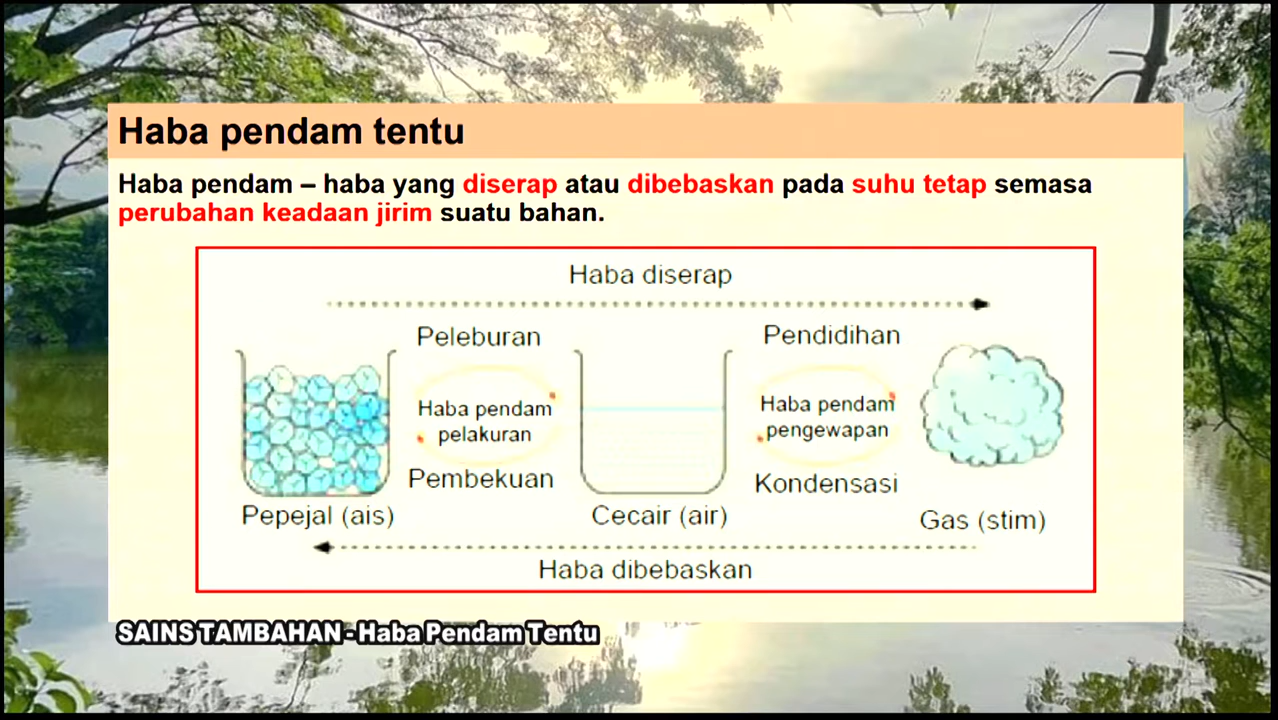 Haba pendam tentu
Haba pendam – haba yang diserap atau dibebaskan pada suhu tetap semasa
perubahan keadaan jirim suatu bahan.
Haba diserap
Peleburan
Pendidihan
Haba pendam
pelakuran
Haba pendam
pengewapan
Pembekuan
Kondensasi
Pepejal (ais)
Cecair (air)
Gas (stim)
Haba dibebaskan
SAINS TAMBAHAN - Haba Pendam Tentu